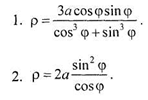 1. ρ = 3a cos φ sin φ / cos³ φ + sin³ φ .
2. ρ = 2a sin² φ / cos φ .